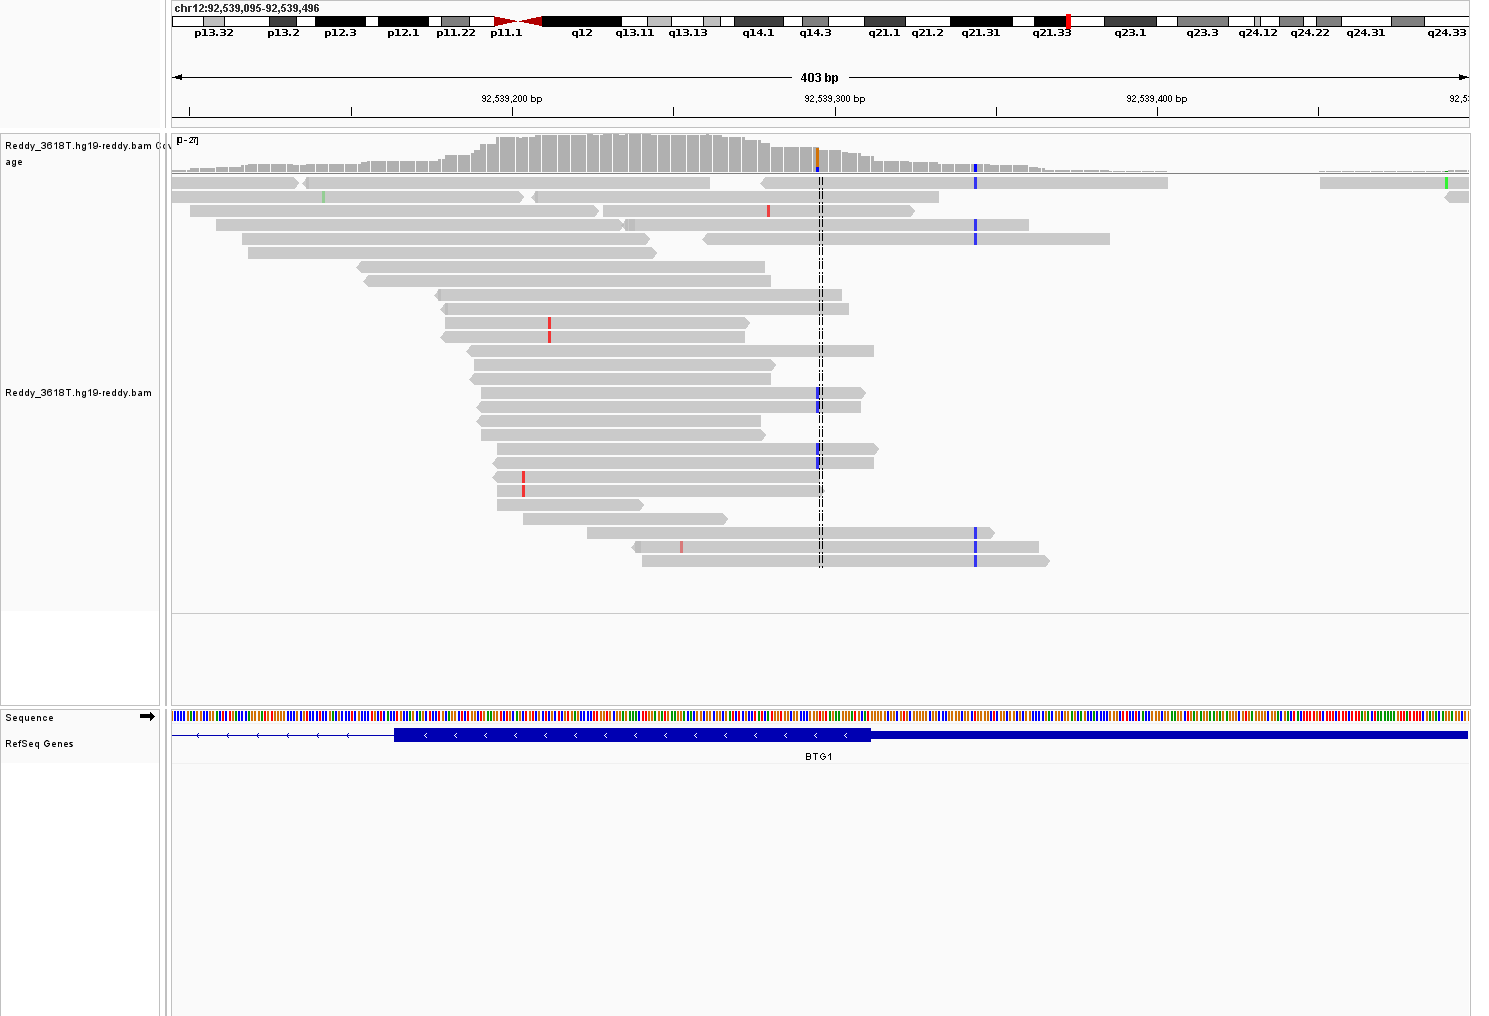 chr12:92,539,095-92,539,496
p13.32 p13.2 p12.3 p12.1 p11.22 p11.1 q12 q13.11 q13.13 q14.1 q14.3 q21.1 q21.2 q21.31 q21.33 q23.1 q23.3 q24.12 q24.22 q24.31 q24.33
403 bp
92,539,200 bp 92,539,300 bp 92,539,400 bp 92,53
Reddy_3618T.hg19-reddy.bam Cov
age
[0 - 27]
Reddy_3618T.hg19-reddy.bam
Sequence
RefSeq Genes
BTG1